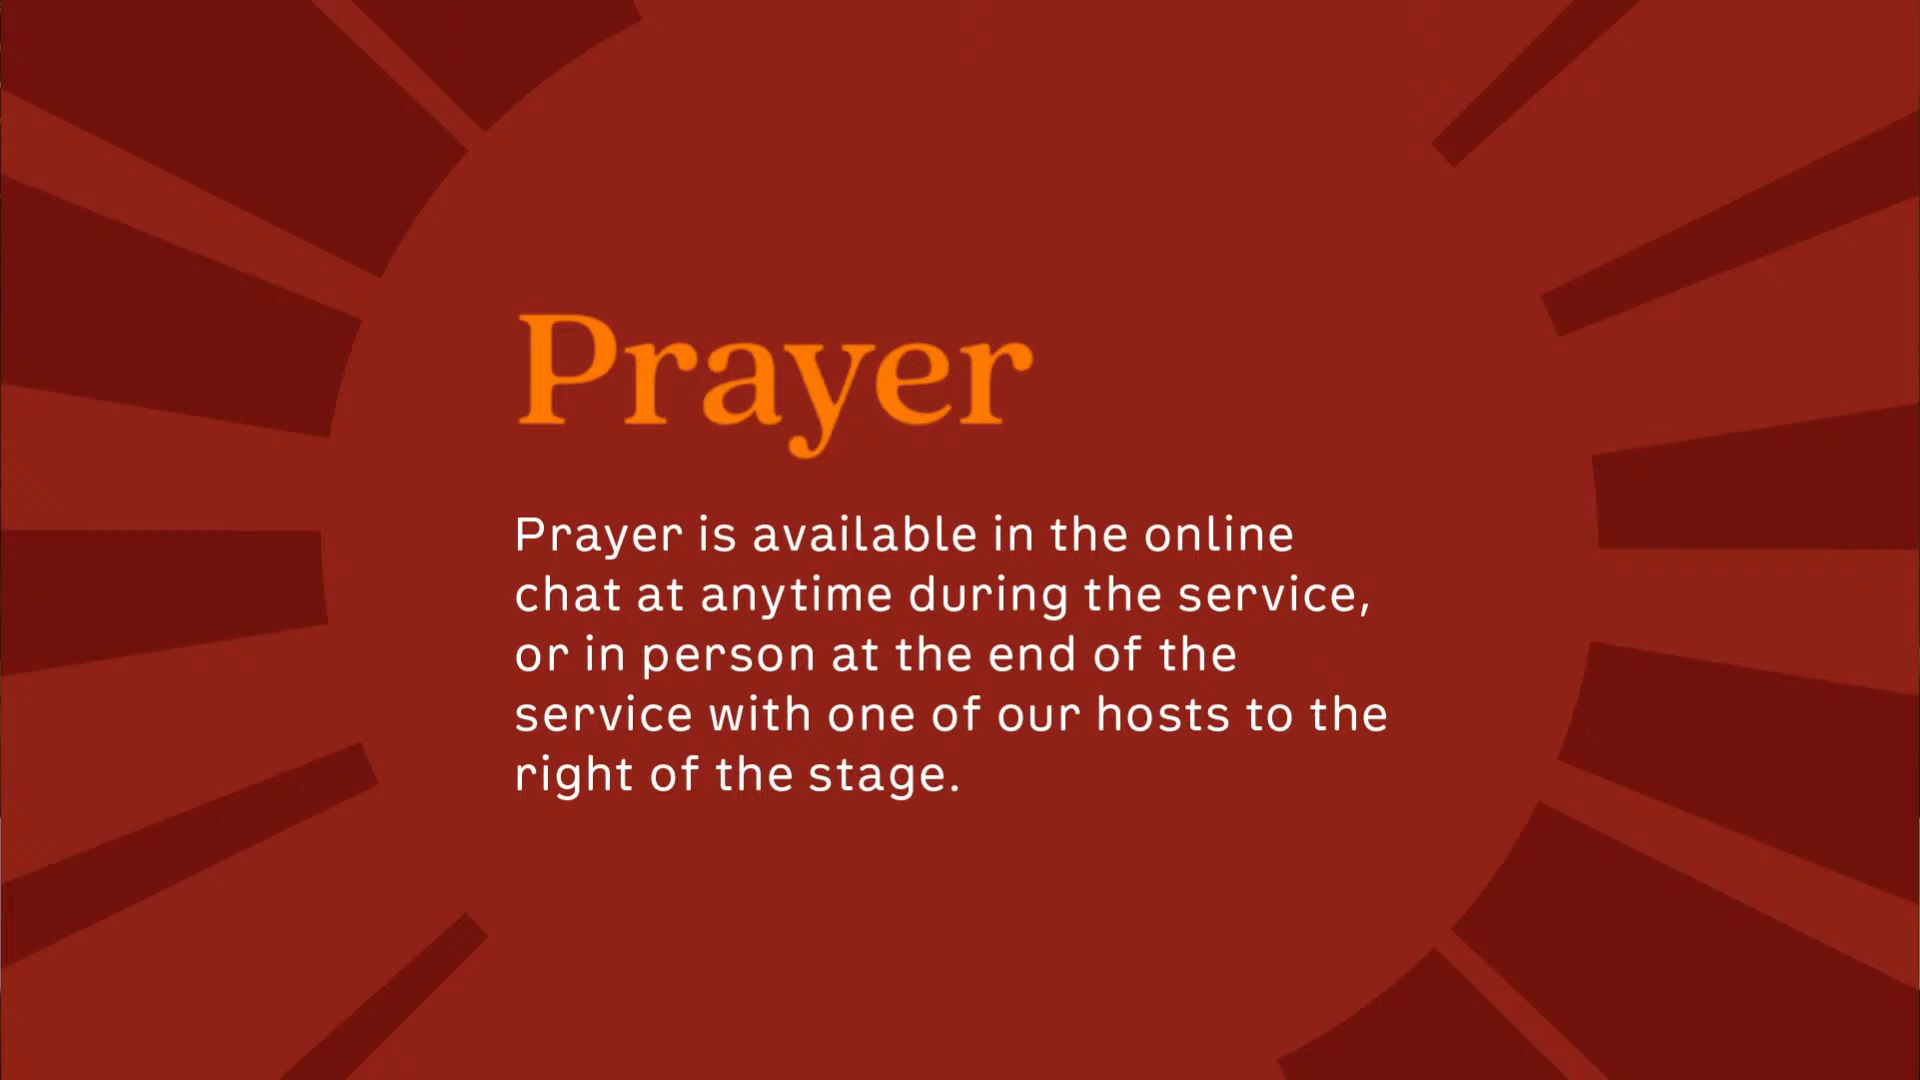 Prayer
Prayer is available in the online
chat at anytime during the service,
or in person at the end of the
service with one of our hosts to the
right of the stage.